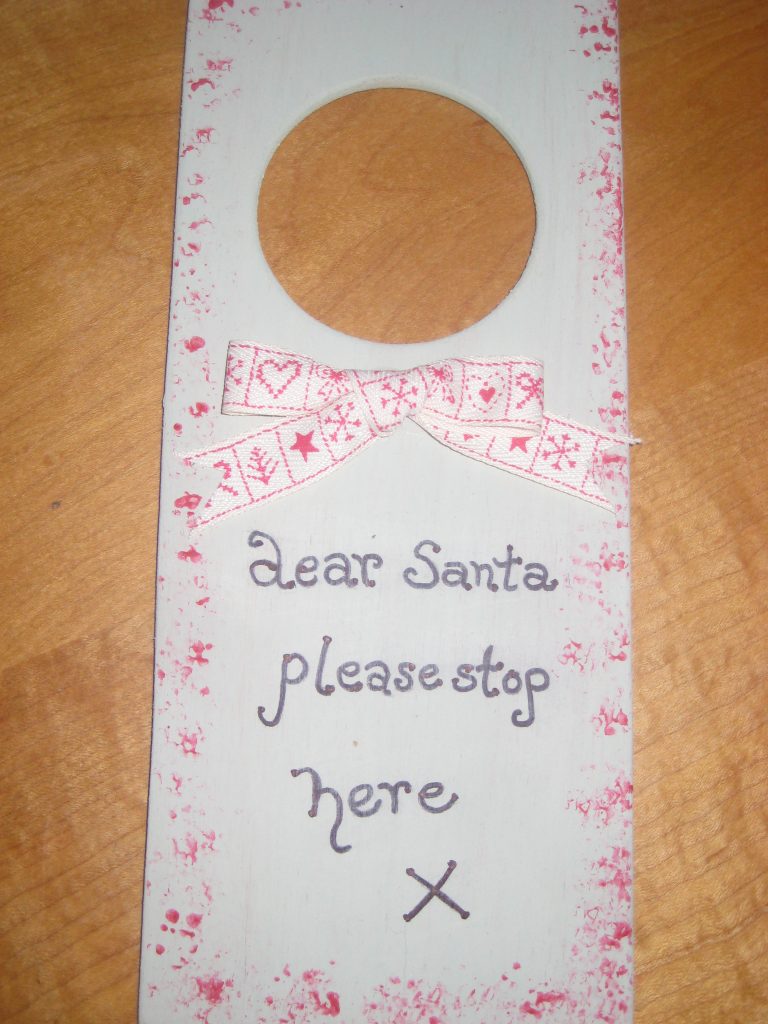 dear Santa
please stop
here
X